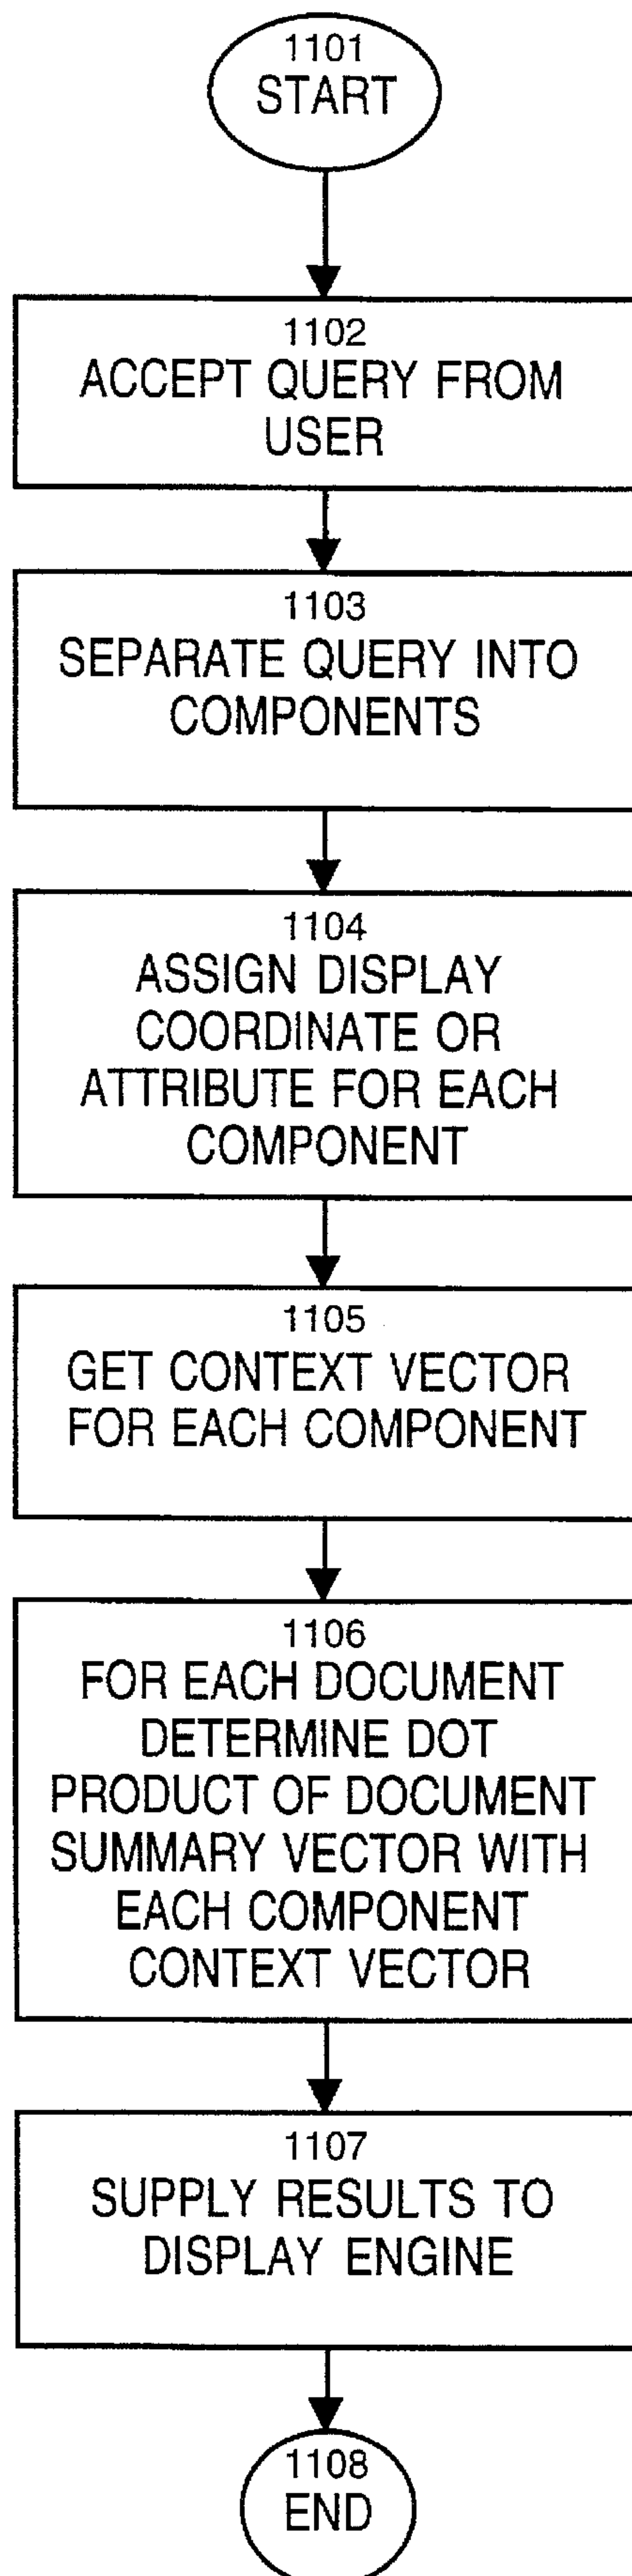 1101
START
1102
ACCEPT QUERY FROM
USER
1103
SEPARATE QUERY INTO
COMPONENTS
1104
ASSIGN DISPLAY
COORDINATE OR
ATTRIBUTE FOR EACH
COMPONENT
1105
GET CONTEXT VECTOR
FOR EACH COMPONENT
1106
FOR EACH DOCUMENT
DETERMINE DOT
PRODUCT OF DOCUMENT
SUMMARY VECTOR WITH
EACH COMPONENT
CONTEXT VECTOR
1107
SUPPLY RESULTS TO
DISPLAY ENGINE
1108
END